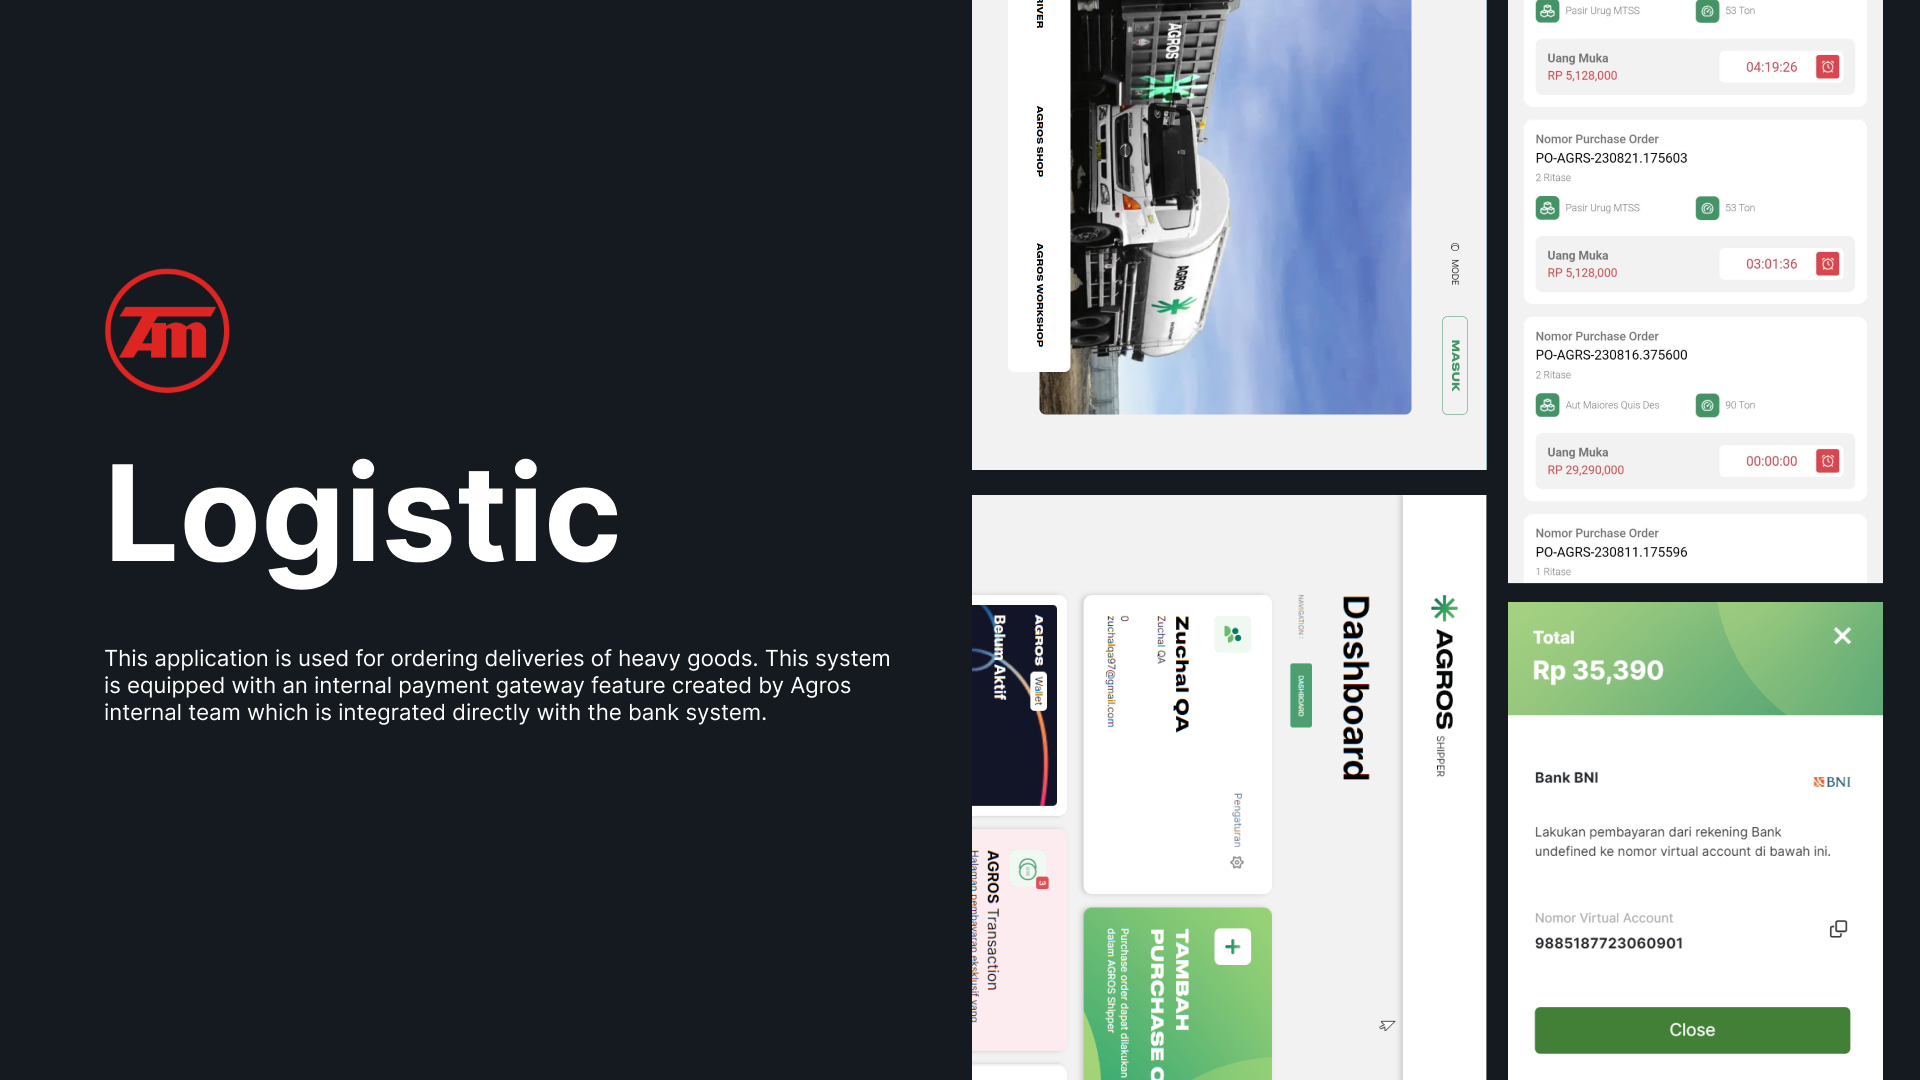 Tm
Logistic
This application is used for ordering deliveries of heavy goods. This system
is equipped with an internal payment gateway feature created by Agros
internal team which is integrated directly with the bank system.
AGROS SHOP
AGROS WORKSHOP
AGROS
AGROS
© MODE
MASUK
AGROS SHIPPER
Dashboard
NAVIGATION :
DASHBOARD
Pengaturan
Zuchal QA
Zuchal QA
0
zuchalqa97@gmail.com
AGROS Wallet
Belum Aktif
3
AGROS Transaction
Halaman pembayaran eksklusif yang
TAMBAH
PURCHASE
Purchase order dapat dilakukan
dalam AGROS Shipper
Pasir Urug MTSS
53 Ton
Uang Muka
RP 5,128,000
04:19:26
Nomor Purchase Order
PO-AGRS-230821.175603
2 Ritase
Pasir Urug MTSS
53 Ton
Uang Muka
RP 5,128,000
03:01:36
Nomor Purchase Order
PO-AGRS-230816.375600
2 Ritase
Aut Maiores Quis Des
90 Ton
Uang Muka
RP 29,290,000
00:00:00
Nomor Purchase Order
PO-AGRS-230811.175596
1 Ritase
Total
Rp 35,390
Bank BNI
BNI
Lakukan pembayaran dari rekening Bank
undefined ke nomor virtual account di bawah ini.
Nomor Virtual Account
9885187723060901
Close